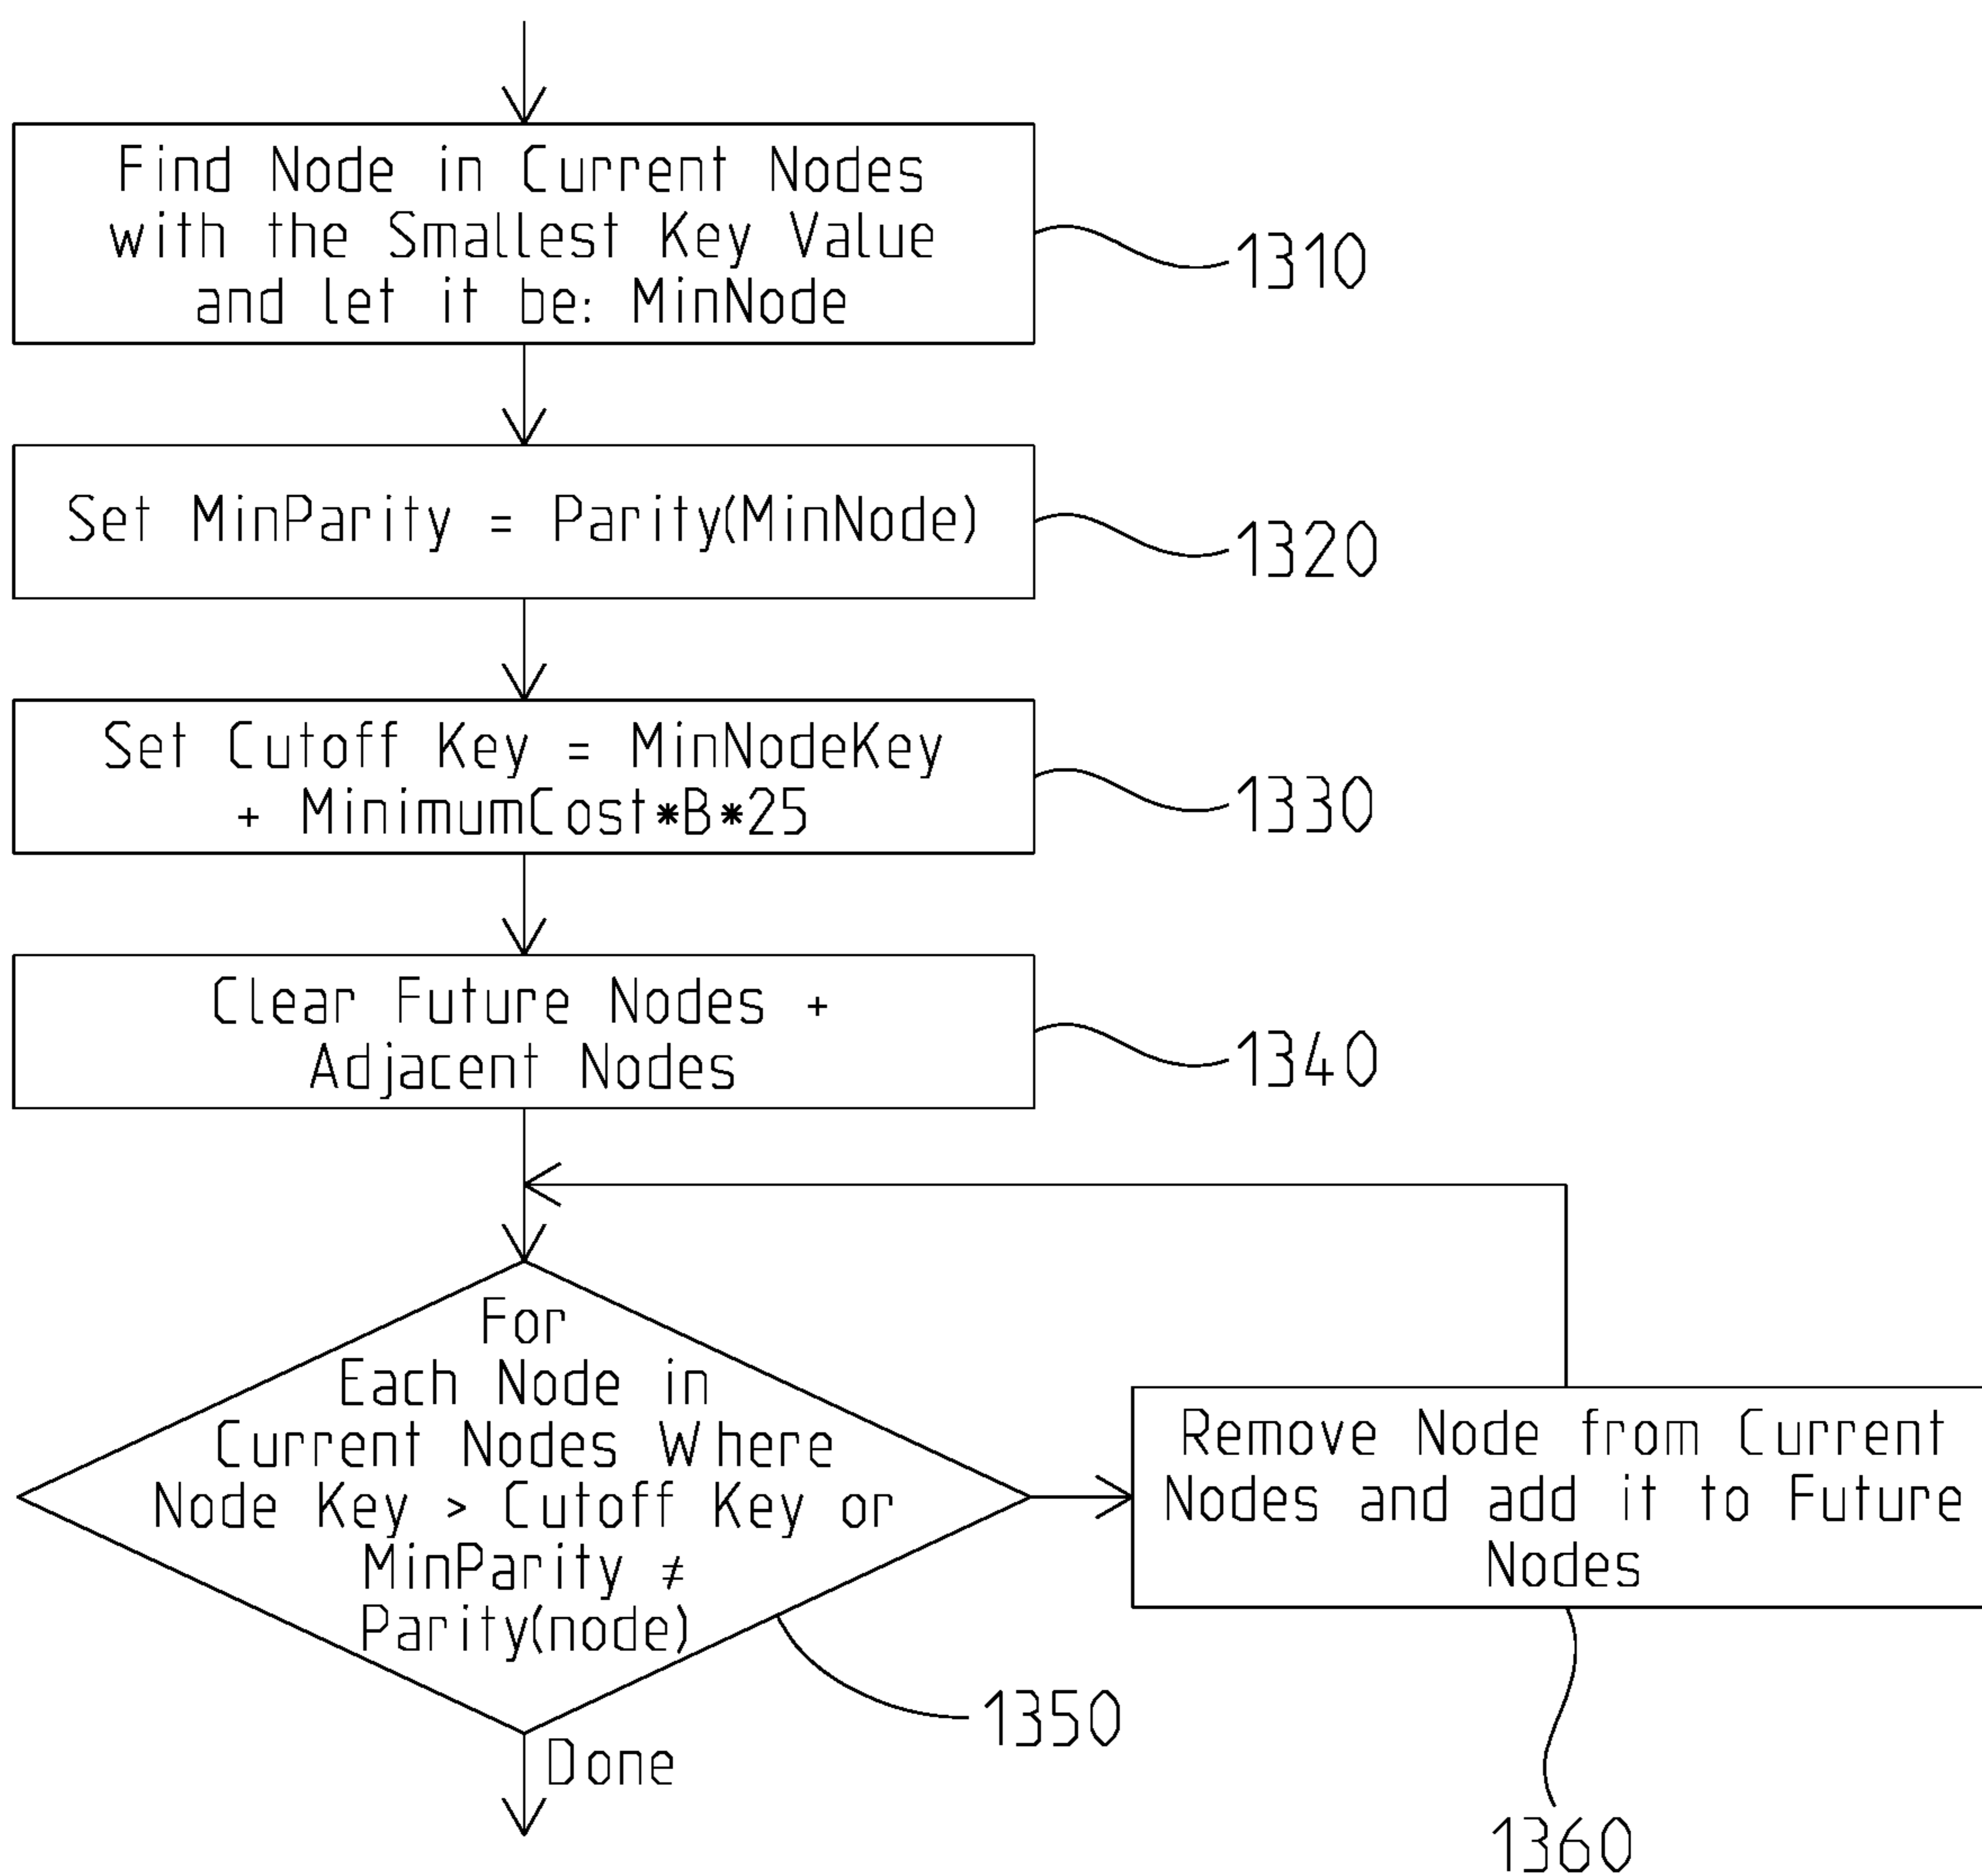 Find Node in Current Nodes
with the Smallest Key Value
and let it be: MinNode
1310
Set MinParity = Parity(MinNode)
1320
Set Cutoff Key = MinNodeKey
+ MinimumCost*B*25
1330
Clear Future Nodes +
Adjacent Nodes
1340
For
Each Node in
Current Nodes Where
Node Key > Cutoff Key or
MinParity ≠
Parity(node)
1350
Remove Node from Current
Nodes and add it to Future
Nodes
1360
Done